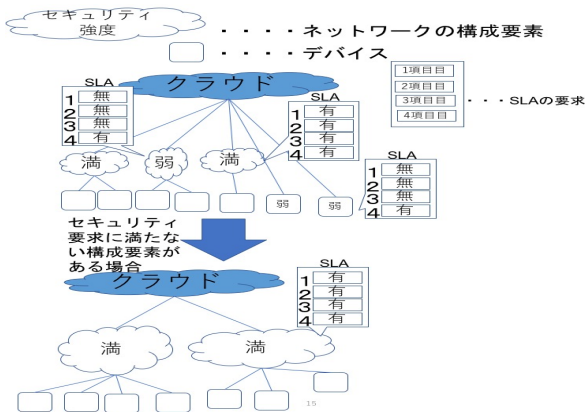 セキュリティ
強度
・・・・ネットワークの構成要素
・・・・デバイス
1項目目
2項目目
3項目目
4項目目
・・・SLAの要求
クラウド
SLA
1 無
2 無
3 無
4 有
SLA
1 有
2 有
3 有
4 有
満
弱
満
SLA
1 無
2 無
3 無
4 有
弱
弱
セキュリティ
要求に満たな
い構成要素が
ある場合
クラウド
SLA
1 有
2 有
3 有
4 有
満
満
15